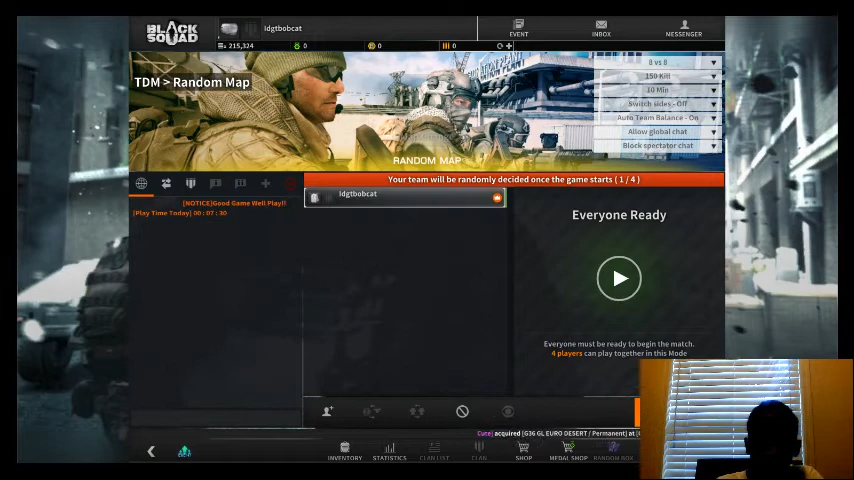 BLACK SQUAD
ldgtbobcat
215,324
0
0
0
EVENT
INBOX
MESSENGER
TDM > Random Map
8 vs 8
150 Kill
10 Min
Switch sides - Off
Auto Team Balance - On
Allow global chat
Block spectator chat
RANDOM MAP
Your team will be randomly decided once the game starts ( 1 / 4 )
[NOTICE]Good Game Well Play!!
[Play Time Today] 00 : 07 : 30
ldgtbobcat
Everyone Ready
Everyone must be ready to begin the match.
4 players can play together in this Mode
Cute] acquired [G36 GL EURO DESERT / Permanent] at [
INVENTORY
STATISTICS
CLAN LIST
CLAN
SHOP
MEDAL SHOP
RANDOM BOX